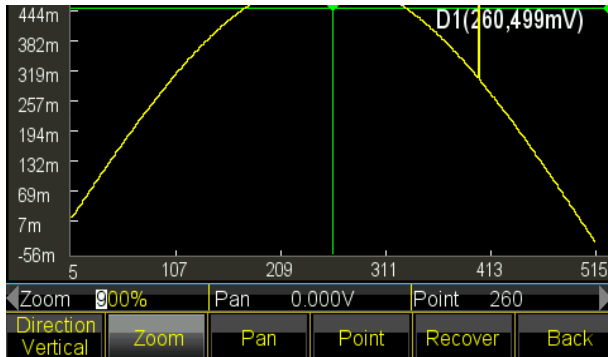 444m
D1(260,499mV)
382m
319m
257m
194m
132m
69m
7m
-56m
5 107 209 311 413 515
Zoom 900% Pan 0.000V Point 260
Direction Vertical Zoom Pan Point Recover Back